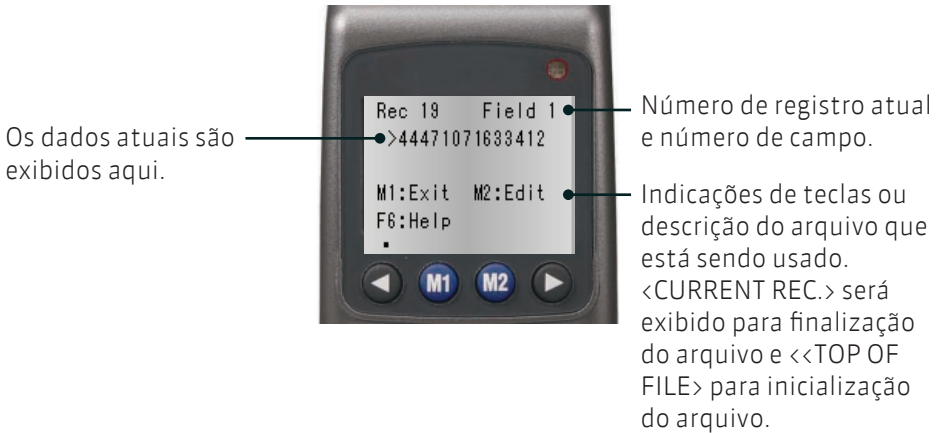 Os dados atuais são
exibidos aqui.
Rec 19 Field 1
>44471071633412
M1:Exit M2:Edit
F6:Help
M1 M2
Número de registro atual
e número de campo.
Indicações de teclas ou
descrição do arquivo que
está sendo usado.
<CURRENT REC.> será
exibido para finalização
do arquivo e <<TOP OF
FILE> para inicialização
do arquivo.